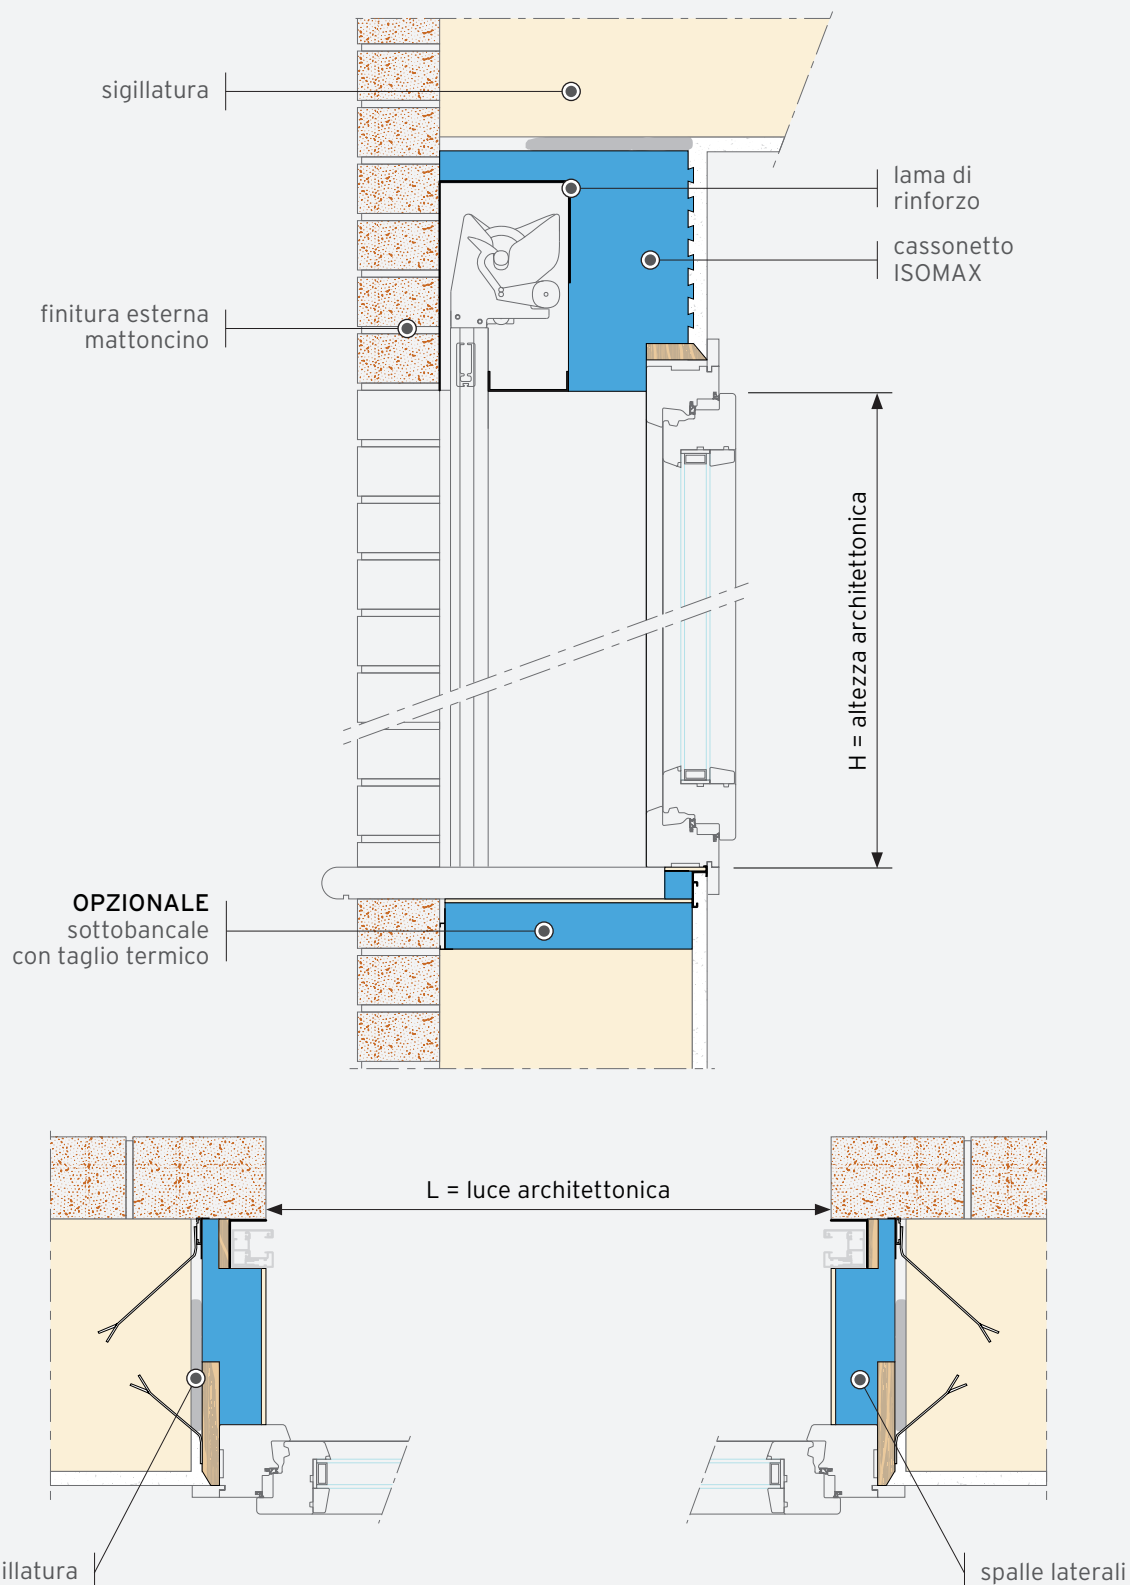 sigillatura
lama di
rinforzo
cassonetto
ISOMAX
finitura esterna
mattoncino
H = altezza architettonica
OPZIONALE
sottobancale
con taglio termico
L = luce architettonica
illatura
spalle laterali